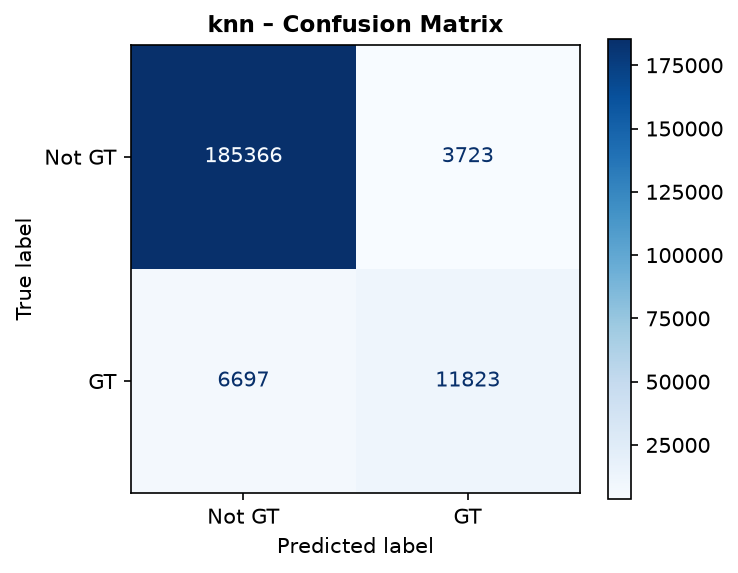 knn – Confusion Matrix
True label
Not GT
185366
3723
GT
6697
11823
Not GT
GT
Predicted label
175000
150000
125000
100000
75000
50000
25000